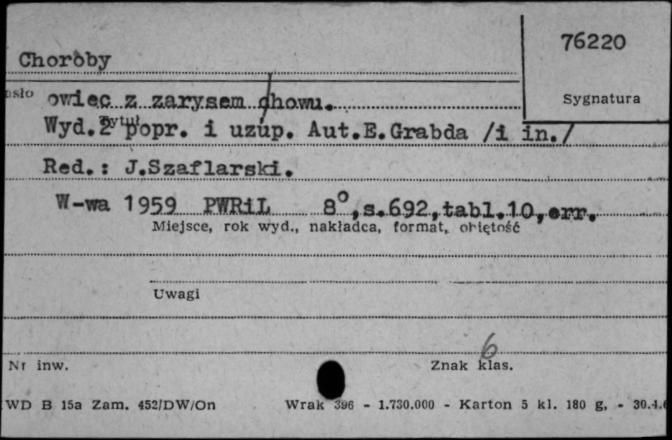 76220
Choroby
Sygnatura
owiec z zarysem chowu.
tytuł
Wyd.2 popr. i uzup. Aut.E.Grabda /i in./
Red.: J.Szaflarski.
W-wa 1959 PWRiL 8°,s.692,tabl.10,err.
Miejsce, rok wyd., nakładca, format, objętość
Uwagi
6
Nr inw. Znak klas.
WD B 15a Zam. 452/DW/On Wrak 396 - 1.730.000 - Karton 5 kl. 180 g. - 30.4.